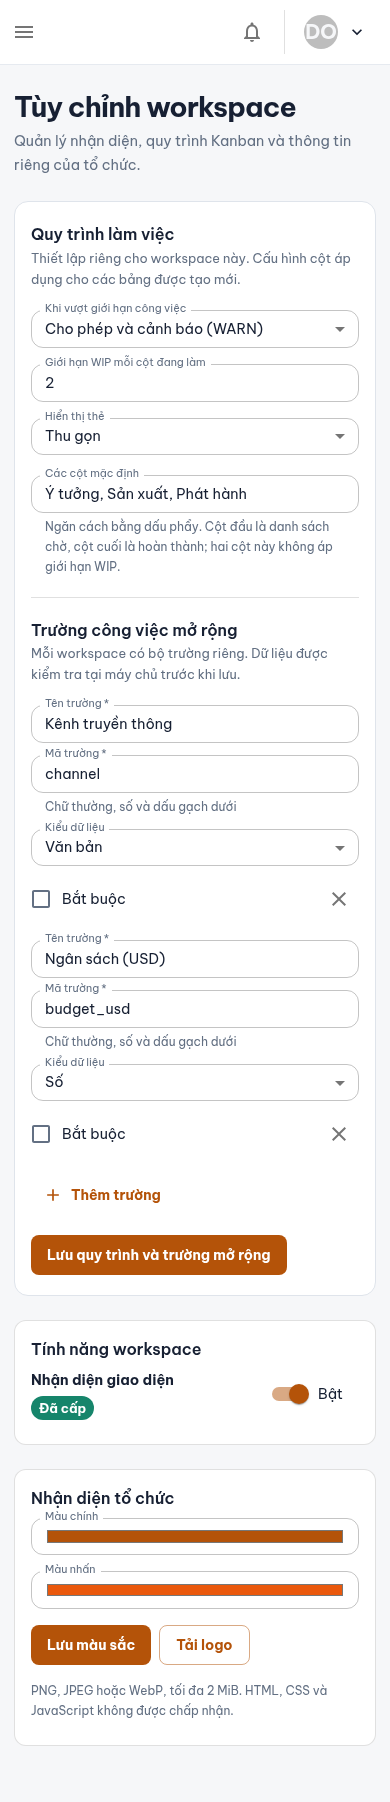 DO
Tùy chỉnh workspace
Quản lý nhận diện, quy trình Kanban và thông tin
riêng của tổ chức.
Quy trình làm việc
Thiết lập riêng cho workspace này. Cấu hình cột áp
dụng cho các bảng được tạo mới.
Khi vượt giới hạn công việc
Cho phép và cảnh báo (WARN)
Giới hạn WIP mỗi cột đang làm
2
Hiển thị thẻ
Thu gọn
Các cột mặc định
Ý tưởng, Sản xuất, Phát hành
Ngăn cách bằng dấu phẩy. Cột đầu là danh sách
chờ, cột cuối là hoàn thành; hai cột này không áp
giới hạn WIP.
Trường công việc mở rộng
Mỗi workspace có bộ trường riêng. Dữ liệu được
kiểm tra tại máy chủ trước khi lưu.
Tên trường *
Kênh truyền thông
Mã trường *
channel
Chữ thường, số và dấu gạch dưới
Kiểu dữ liệu
Văn bản
Bắt buộc
Tên trường *
Ngân sách (USD)
Mã trường *
budget_usd
Chữ thường, số và dấu gạch dưới
Kiểu dữ liệu
Số
Bắt buộc
Thêm trường
Lưu quy trình và trường mở rộng
Tính năng workspace
Nhận diện giao diện
Đã cấp
Bật
Nhận diện tổ chức
Màu chính
Màu nhấn
Lưu màu sắc
Tải logo
PNG, JPEG hoặc WebP, tối đa 2 MiB. HTML, CSS và
JavaScript không được chấp nhận.